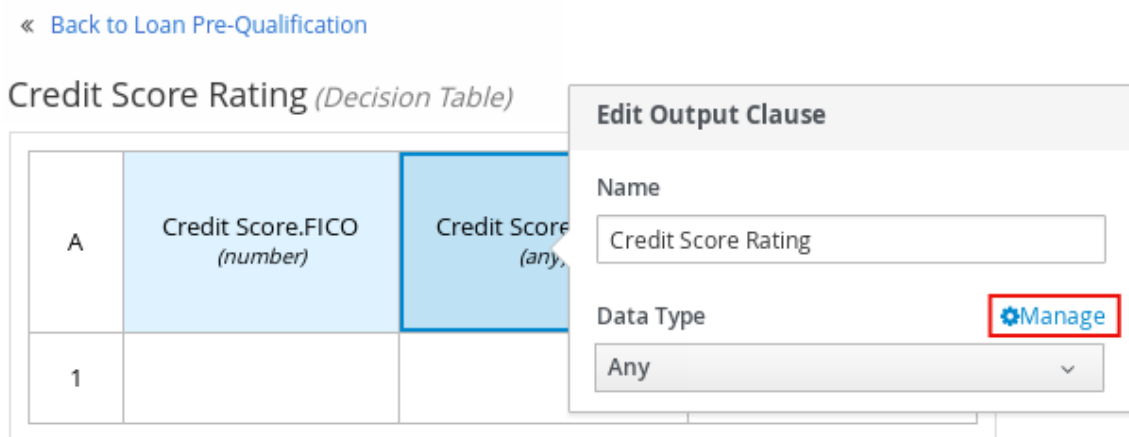 « Back to Loan Pre-Qualification
Credit Score Rating (Decision Table)
Edit Output Clause
Name
Credit Score Rating
Data Type
Manage
Any
A
Credit Score.FICO
(number)
Credit Score
(any)
1